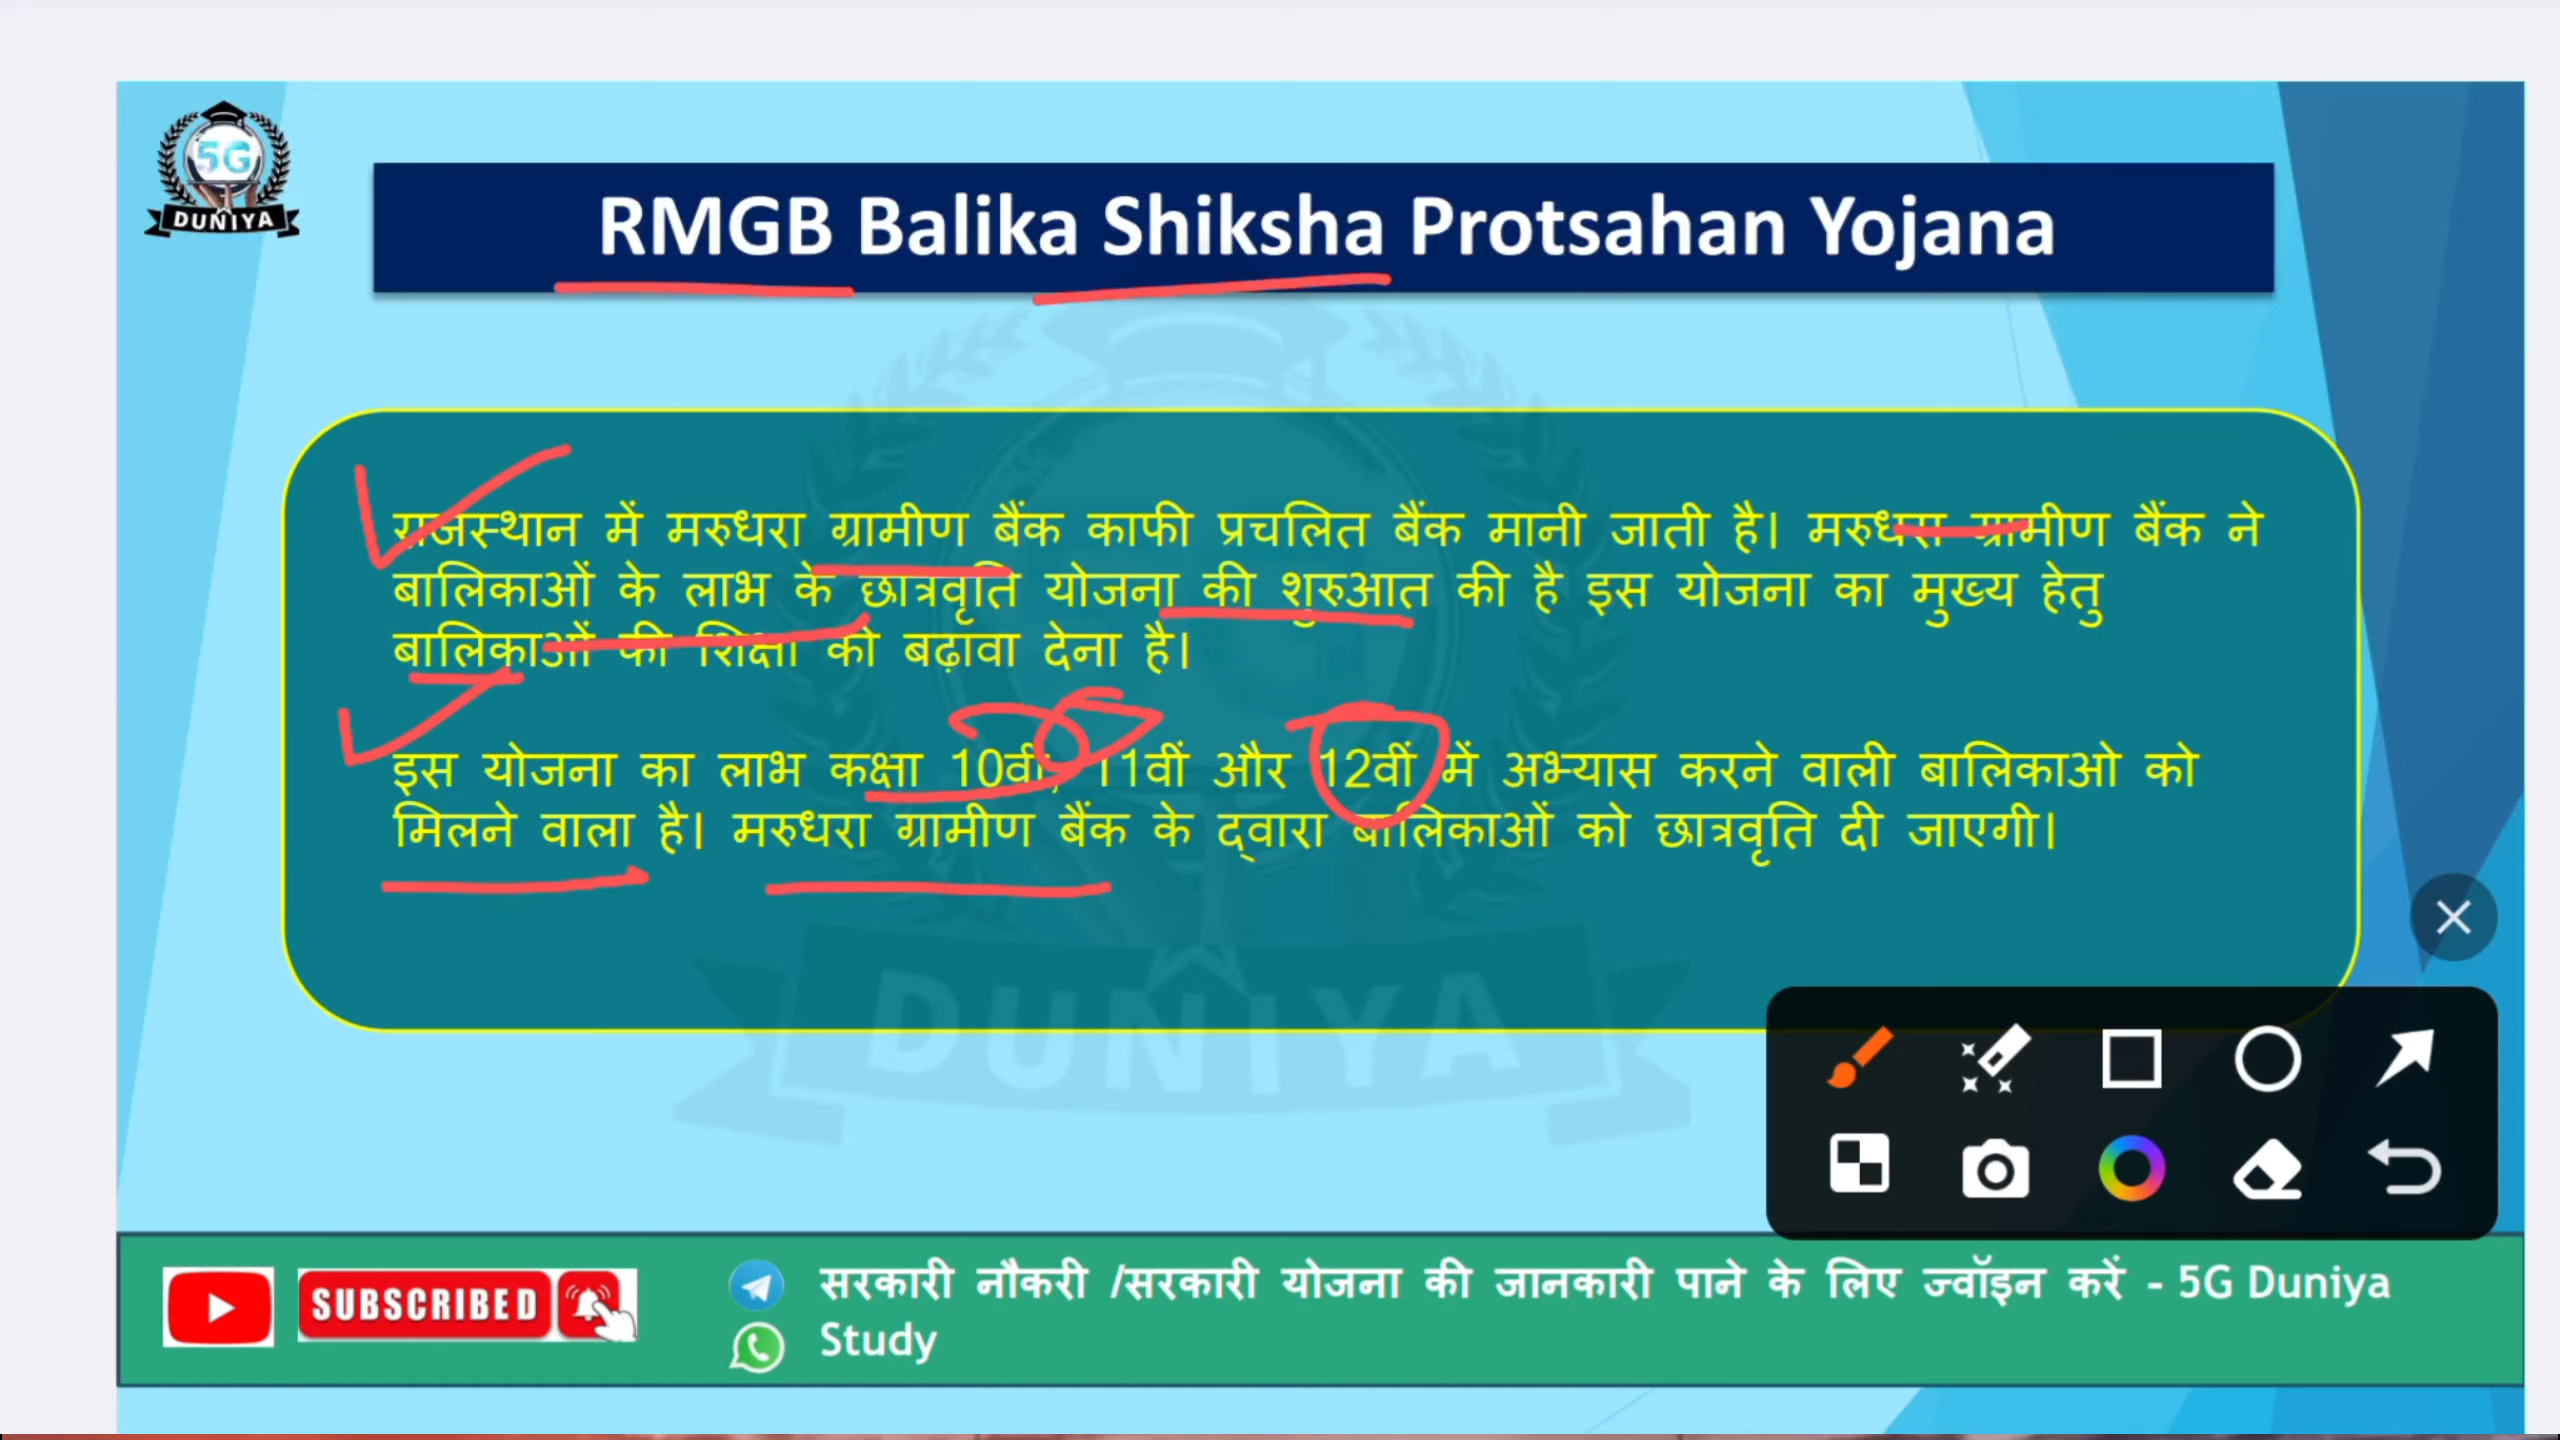 5G
DUNIYA
RMGB Balika Shiksha Protsahan Yojana
राजस्थान में मरुधरा ग्रामीण बैंक काफी प्रचलित बैंक मानी जाती है। मरुधरा ग्रामीण बैंक ने
बालिकाओं के लाभ के छात्रवृति योजना की शुरुआत की है इस योजना का मुख्य हेतु
बालिकाओं की शिक्षा को बढ़ावा देना है।
इस योजना का लाभ कक्षा 10वीं, 11वीं और 12वीं में अभ्यास करने वाली बालिकाओ को
मिलने वाला है। मरुधरा ग्रामीण बैंक के द्वारा बालिकाओं को छात्रवृति दी जाएगी।
DUNIYA
SUBSCRIBED
सरकारी नौकरी /सरकारी योजना की जानकारी पाने के लिए ज्वॉइन करें - 5G Duniya
Study